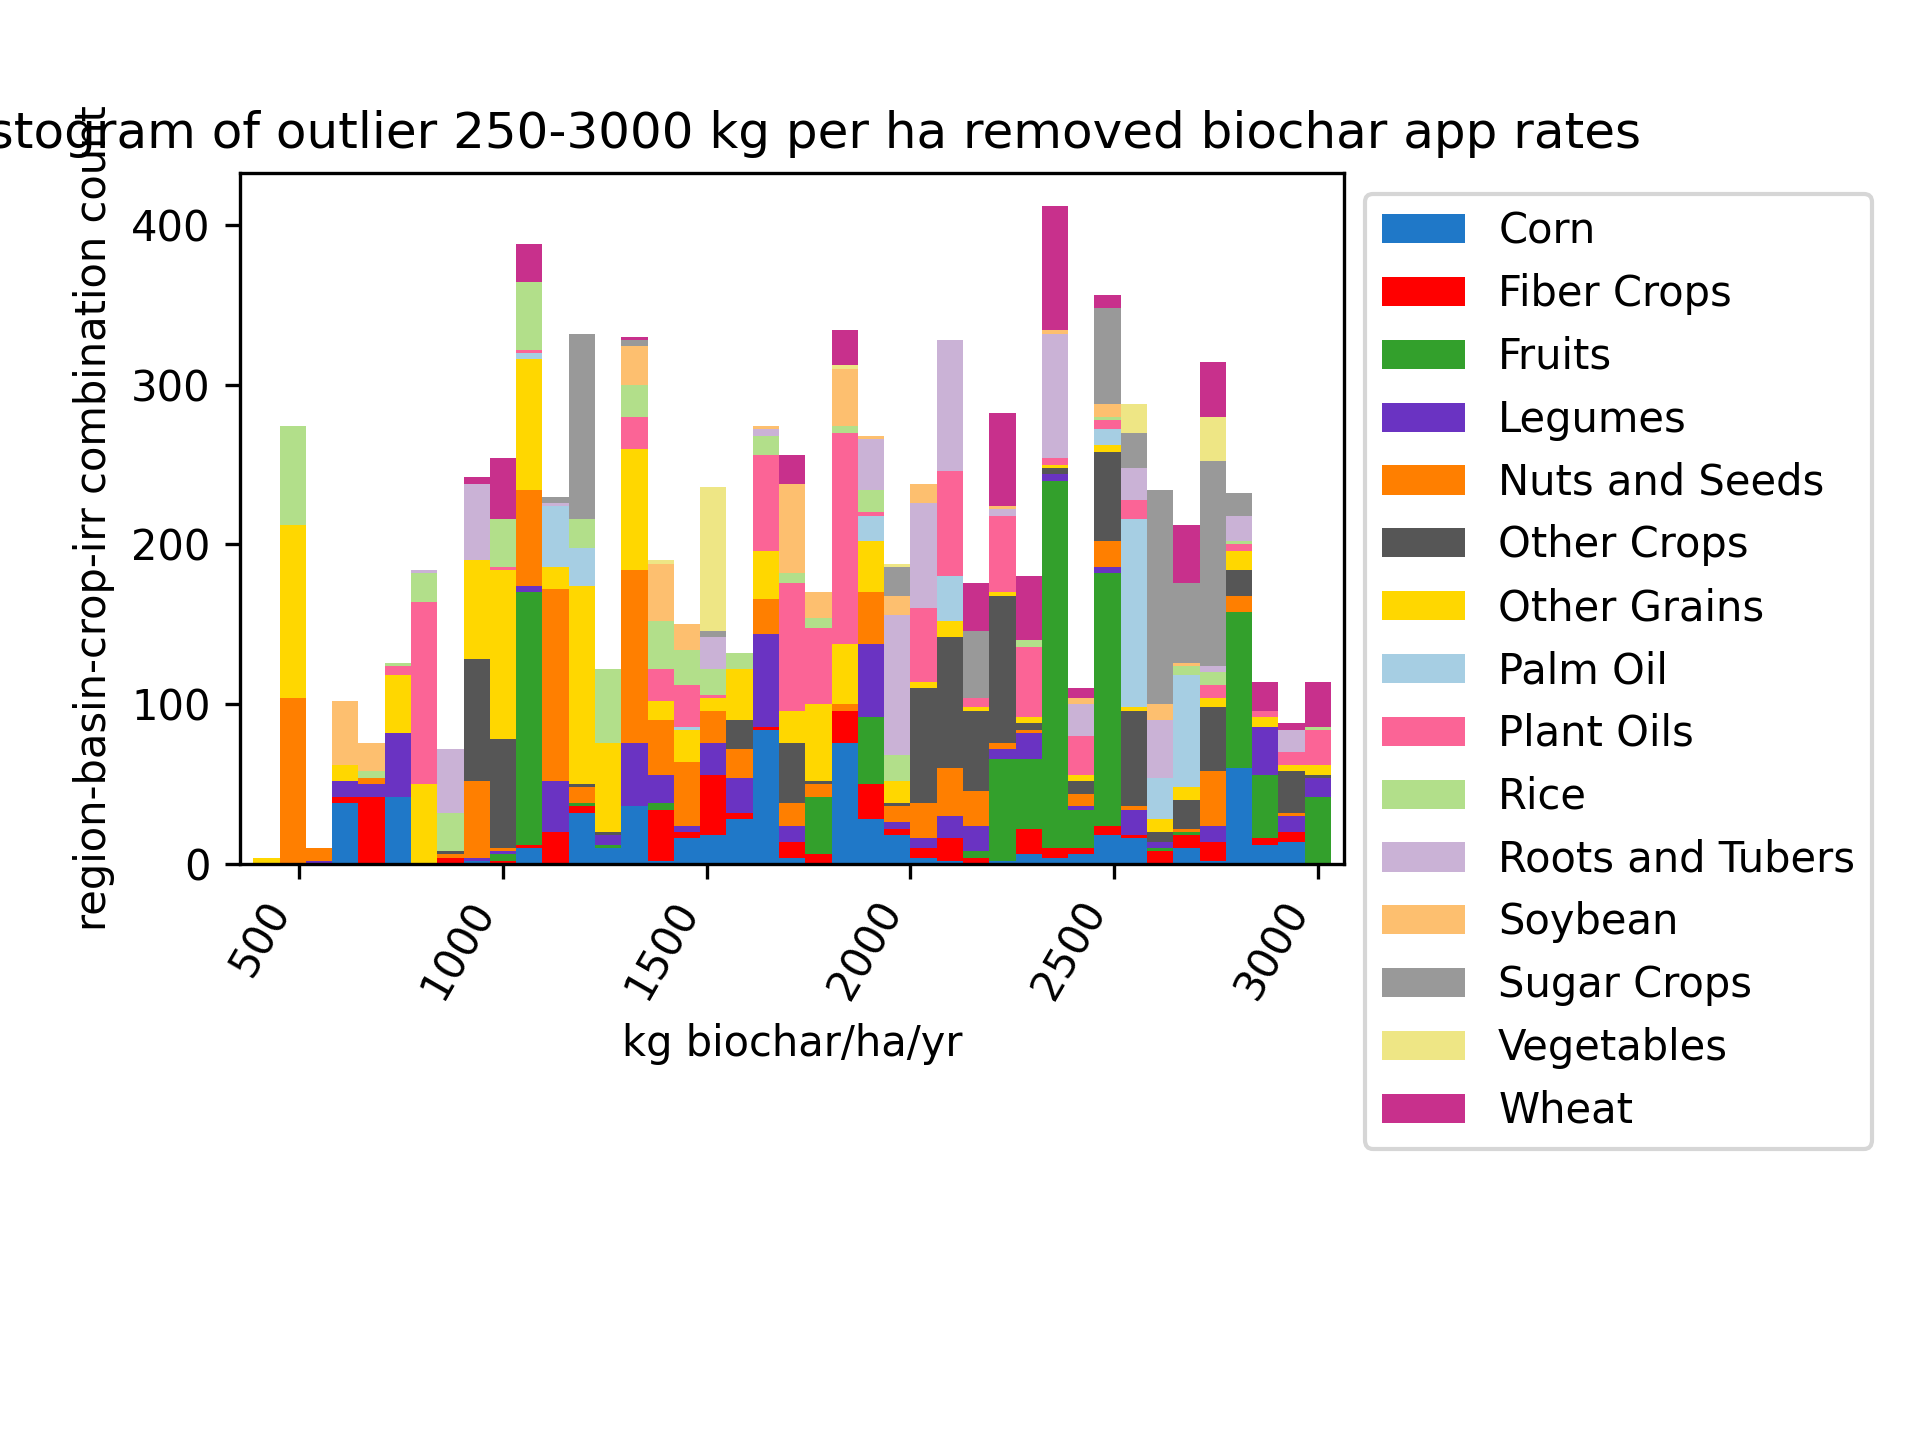 stogram of outlier 250-3000 kg per ha removed biochar app rates
region-basin-crop-irr combination count
400
300
200
100
0
500
1000
1500
2000
2500
3000
kg biochar/ha/yr
Corn
Fiber Crops
Fruits
Legumes
Nuts and Seeds
Other Crops
Other Grains
Palm Oil
Plant Oils
Rice
Roots and Tubers
Soybean
Sugar Crops
Vegetables
Wheat